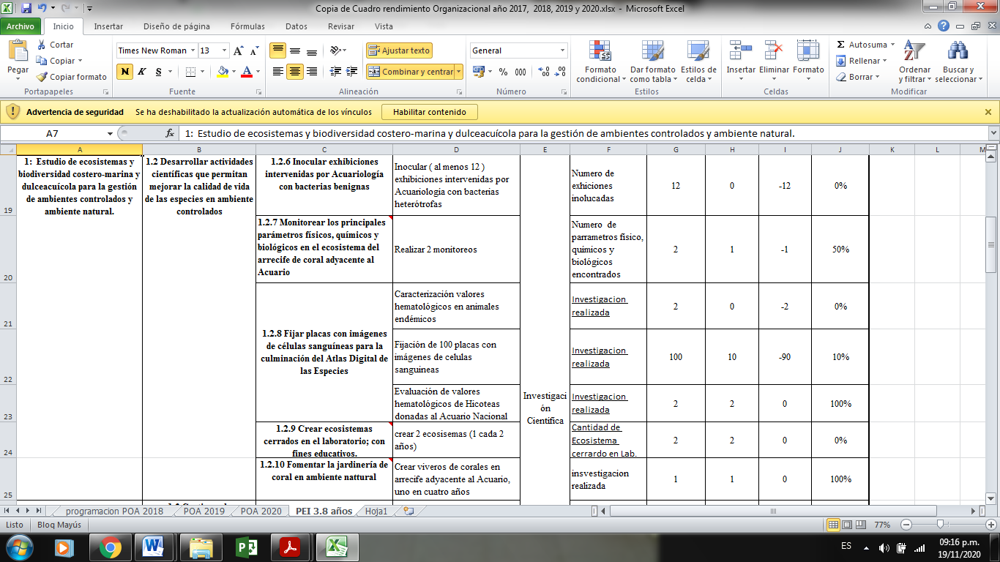 Copia de Cuadro rendimiento Organizacional año 2017, 2018, 2019 y 2020.xlsx - Microsoft Excel
Archivo Inicio Insertar Diseño de página Fórmulas Datos Revisar Vista
Pegar
Cortar
Copiar
Copiar formato
Portapapeles
Times New Roman 13
N K S
Fuente
Ajustar texto
Combinar y centrar
Alineación
General
% 000
Número
Formato condicional
Dar formato como tabla
Estilos de celda
Estilos
Insertar Eliminar Formato
Celdas
Autosuma
Rellenar
Borrar
Ordenar y filtrar
Buscar y seleccionar
Modificar
Advertencia de seguridad Se ha deshabilitado la actualización automática de los vínculos Habilitar contenido
A7 fx 1: Estudio de ecosistemas y biodiversidad costero-marina y dulceacuícola para la gestión de ambientes controlados y ambiente natural.
A B C D E F G H I J K L M
1: Estudio de ecosistemas y
biodiversidad costero-marina y
dulceacuícola para la gestión
de ambientes controlados y
ambiente natural.
1.2 Desarrollar actividades
científicas que permitan
mejorar la calidad de vida
de las especies en ambiente
controlados
19
1.2.6 Inocular exhibiciones
intervenidas por Acuariología
con bacterias benignas
Inocular ( al menos 12 )
exhibiciones intervenidas por
Acuariologia con bacterias
heterótrofas
Numero de
exhiciones
inolucadas
12 0 -12 0%
20
1.2.7 Monitorear los principales
parámetros físicos, químicos y
biológicos en el ecosistema del
arrecife de coral adyacente al
Acuario
Realizar 2 monitoreos
Numero de
parrametros físico,
quimicos y
biológicos
encontrados
2 1 -1 50%
21
1.2.8 Fijar placas con imágenes
de células sanguíneas para la
culminación del Atlas Digital de
las Especies
Caracterización valores
hematológicos en animales
endémicos
Investigacion
realizada
2 0 -2 0%
22
Fijación de 100 placas con
imágenes de celulas
sanguineas
Investigacion
realizada
100 10 -90 10%
23
Evaluación de valores
hematológicos de Hicoteas
donadas al Acuario Nacional
Investigaci
ón
Científica
Investigacion
realizada
2 2 0 100%
24
1.2.9 Crear ecosistemas
cerrados en el laboratorio; con
fines educativos.
crear 2 ecosisemas (1 cada 2
años)
Cantidad de
Ecosistema
cerrardo en Lab.
2 2 0 0%
25
1.2.10 Fomentar la jardinería de
coral en ambiente nattural
Crear viveros de corales en
arrecife adyacente al Acuario,
uno en cuatro años
insvestigacion
realizada
1 1 0 100%
programacion POA 2018 POA 2019 POA 2020 PEI 3.8 años Hoja1
Listo Bloq Mayús 77%
ES 09:16 p.m.
19/11/2020